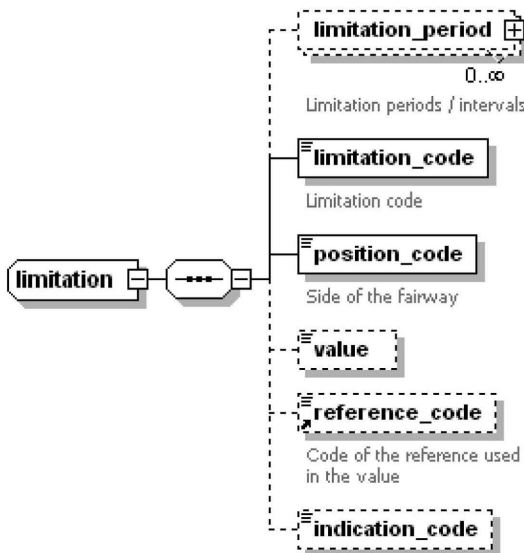 limitation_period
0..∞
Limitation periods / intervals
limitation_code
Limitation code
position_code
Side of the fairway
limitation
value
reference_code
Code of the reference used
in the value
indication_code